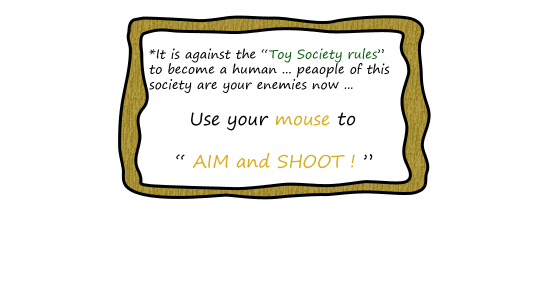 *It is against the “Toy Society rules”
to become a human ... peaople of this
society are your enemies now ...
Use your mouse to
“ AIM and SHOOT ! ”